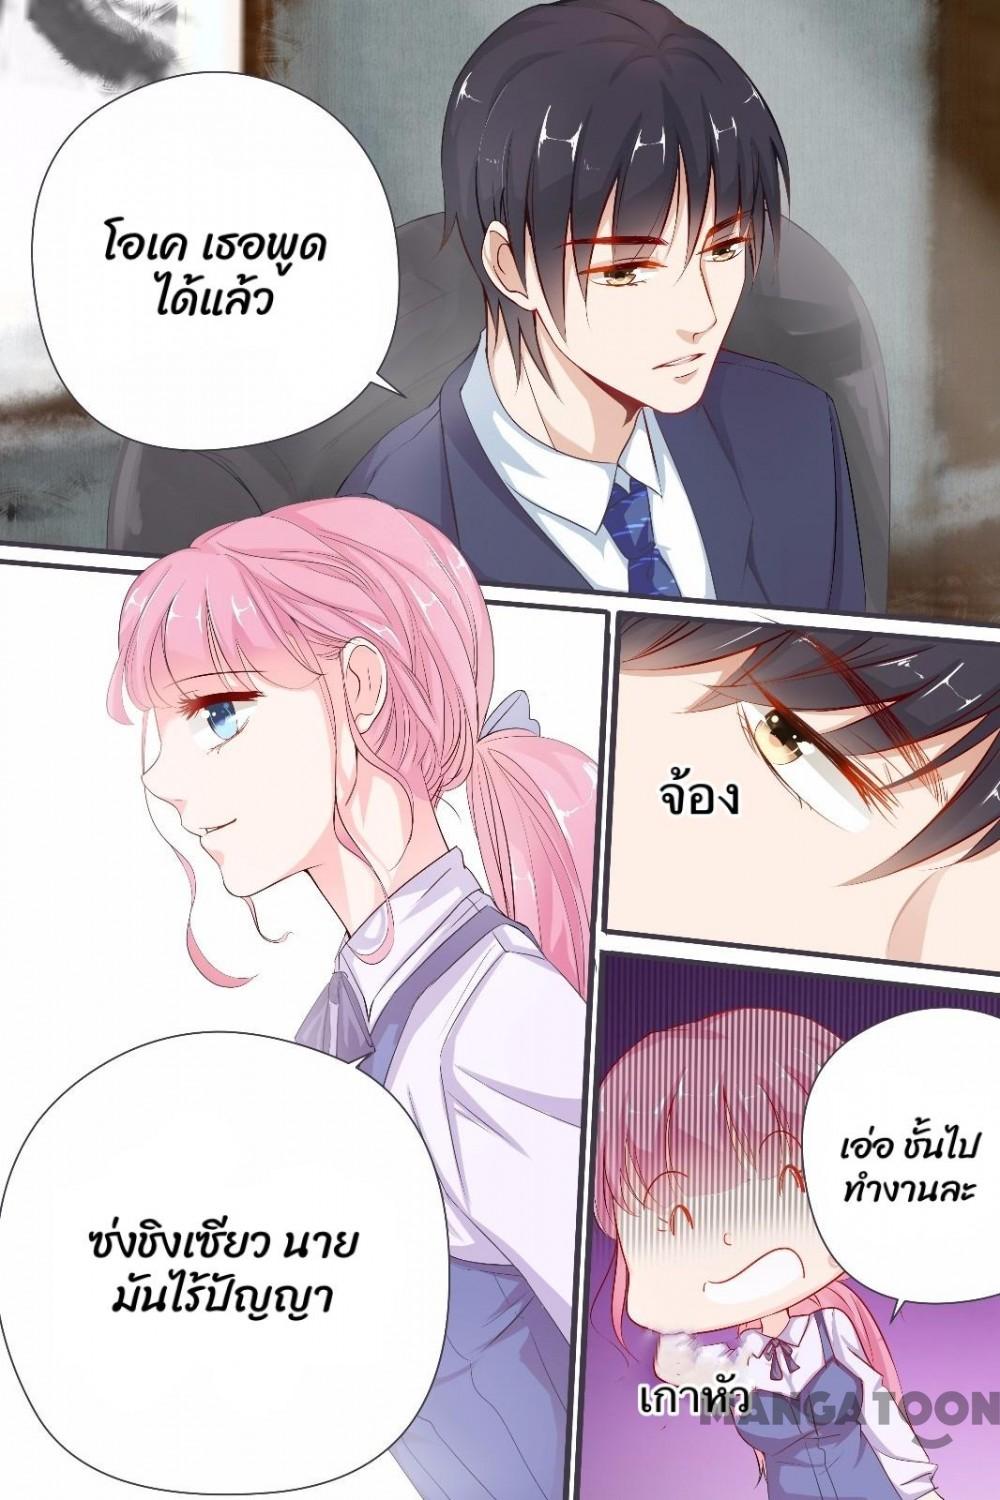 โอเค เธอพูด
ได้แล้ว
จ้อง
เอ่อ ชั้นไป
ทำงานละ
ซ่งชิงเซียว นาย
มันไร้ปัญญา
เกาหัว
MANGATOON